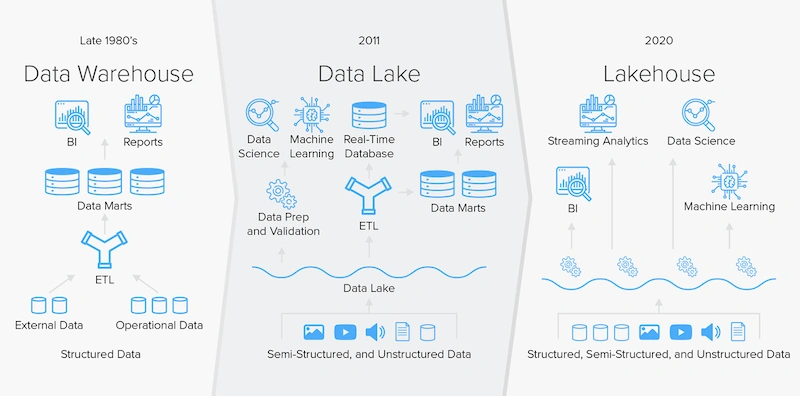 Late 1980's
Data Warehouse
BI
Reports
Data Marts
ETL
External Data
Operational Data
Structured Data
2011
Data Lake
Data
Science
Machine
Learning
Real-Time
Database
BI
Reports
Data Prep
and Validation
ETL
Data Marts
Data Lake
Semi-Structured, and Unstructured Data
2020
Lakehouse
Streaming Analytics
Data Science
BI
Machine Learning
Structured, Semi-Structured, and Unstructured Data